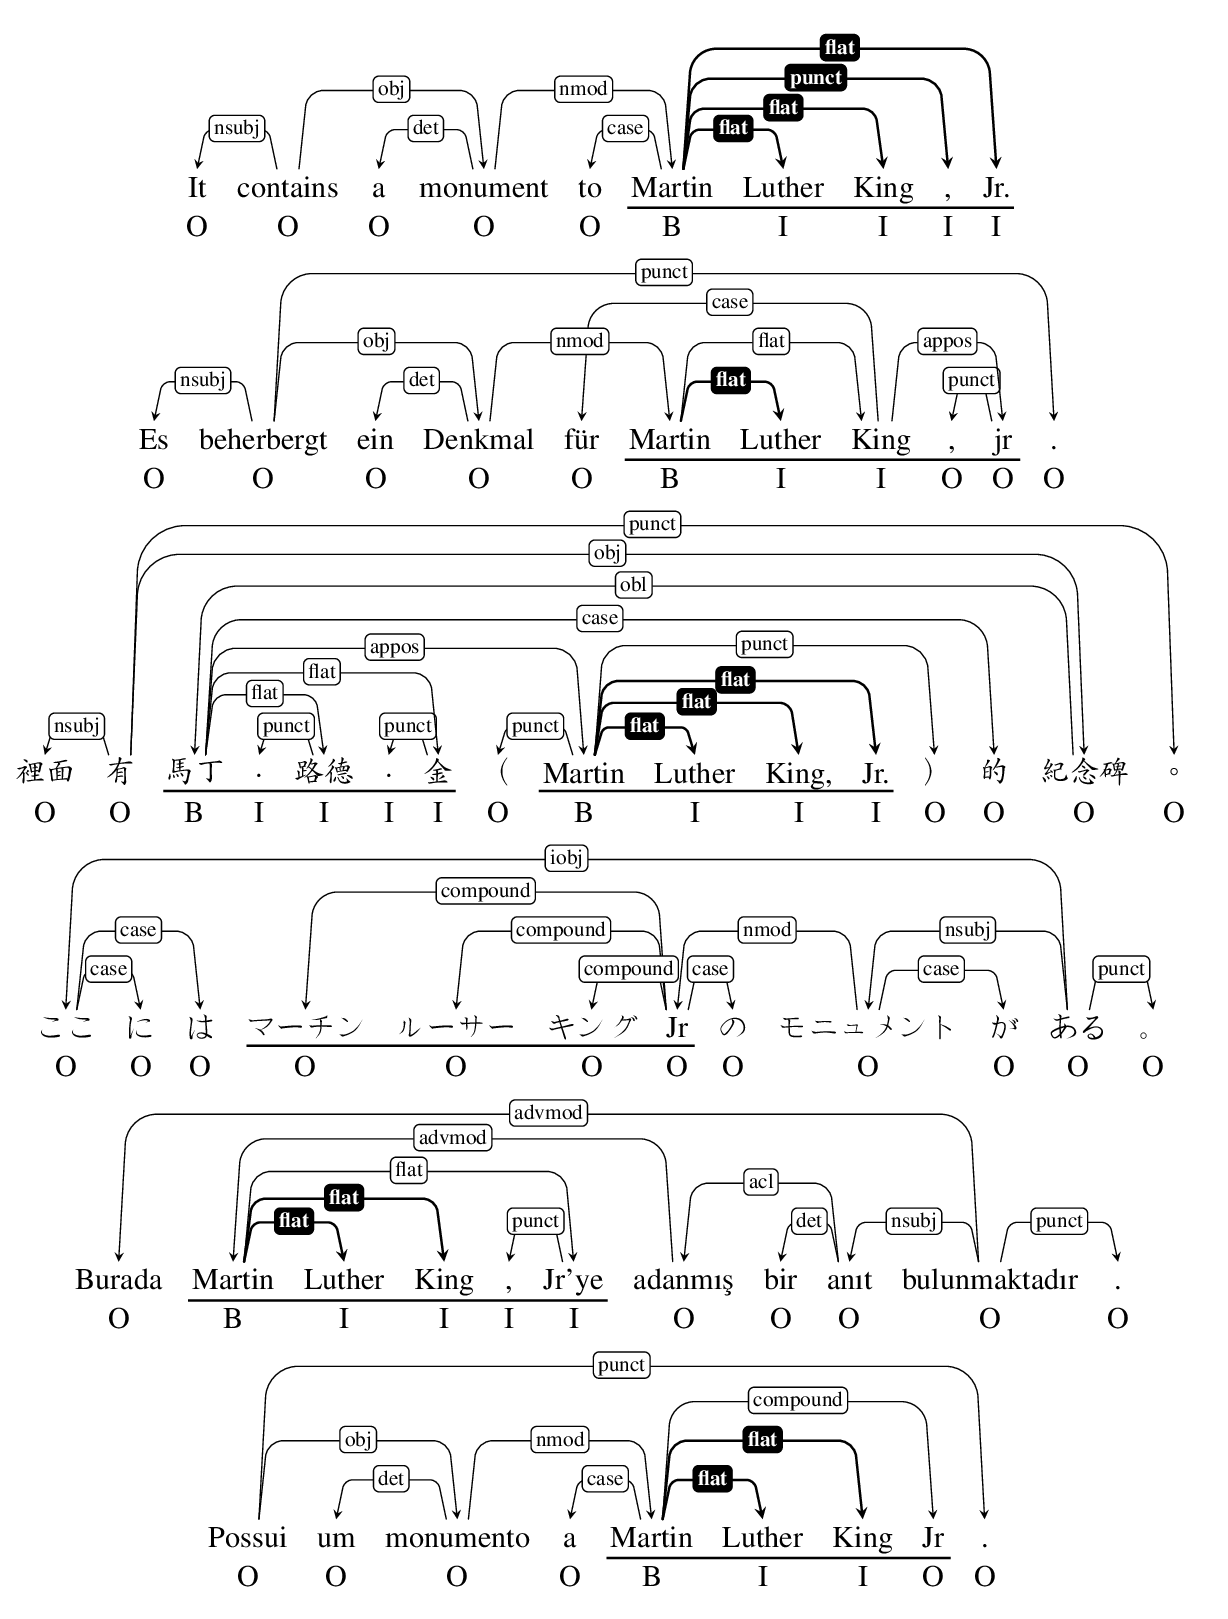 flat
punct
obj nmod flat
nsubj det case flat
It contains a monument to Martin Luther King , Jr.
O O O O O B I I I I
punct
case
obj nmod flat appos
nsubj det flat punct
Es beherbergt ein Denkmal für Martin Luther King , jr .
O O O O O B I I O O O
punct
obj
obl
case
appos punct
flat flat
flat flat
nsubj punct punct punct flat
裡面 有 馬丁 · 路德 · 金 ( Martin Luther King, Jr. ) 的 紀念碑 。
O O B I I I I O B I I I O O O O
iobj
compound
case compound nmod nsubj
case compound case case punct
ここ に は マーチン ルーサー キング Jr の モニュメント が ある 。
O O O O O O O O O O O O
advmod
advmod
flat acl
flat
flat punct det nsubj punct
Burada Martin Luther King , Jr’ye adanmış bir anıt bulunmaktadır .
O B I I I I O O O O O
punct
compound
obj nmod flat
det case flat
Possui um monumento a Martin Luther King Jr .
O O O O B I I O O